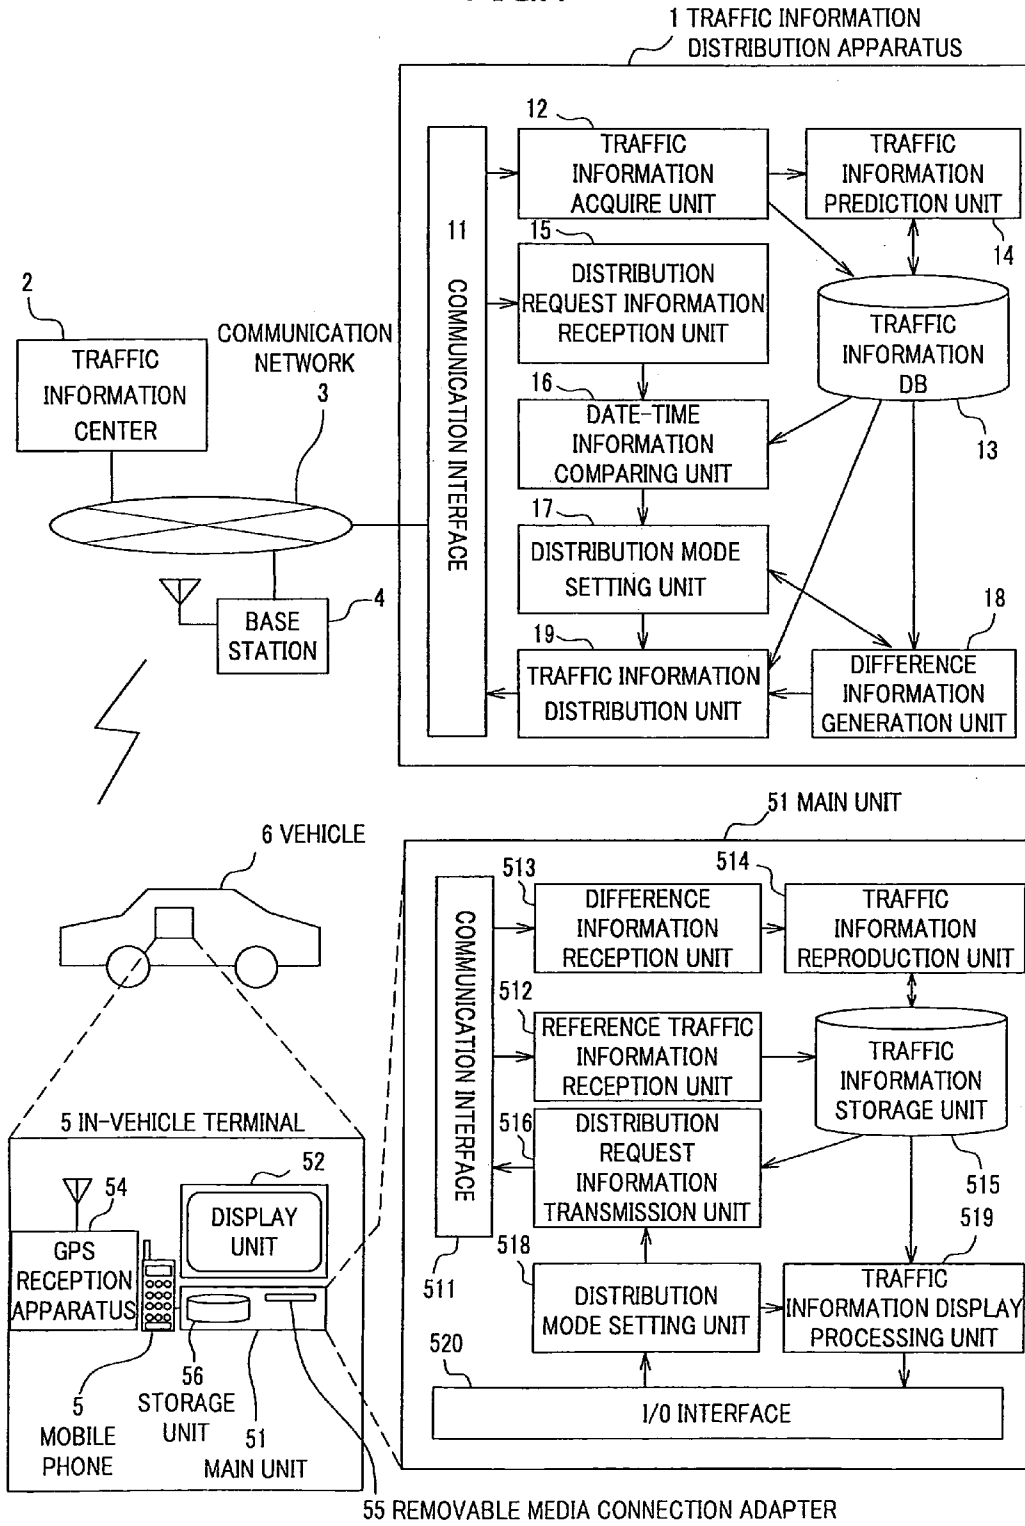 1 TRAFFIC INFORMATION
DISTRIBUTION APPARATUS
12
TRAFFIC
INFORMATION
ACQUIRE UNIT
TRAFFIC
INFORMATION
PREDICTION UNIT
14
11
COMMUNICATION INTERFACE
15
DISTRIBUTION
REQUEST INFORMATION
RECEPTION UNIT
TRAFFIC
INFORMATION
DB
13
2
TRAFFIC
INFORMATION
CENTER
COMMUNICATION
NETWORK
3
16
DATE-TIME
INFORMATION
COMPARING UNIT
17
DISTRIBUTION MODE
SETTING UNIT
4
BASE
STATION
19
TRAFFIC INFORMATION
DISTRIBUTION UNIT
18
DIFFERENCE
INFORMATION
GENERATION UNIT
51 MAIN UNIT
6 VEHICLE
513
DIFFERENCE
INFORMATION
RECEPTION UNIT
514
TRAFFIC
INFORMATION
REPRODUCTION UNIT
COMMUNICATION INTERFACE
511
512
REFERENCE TRAFFIC
INFORMATION
RECEPTION UNIT
TRAFFIC
INFORMATION
STORAGE UNIT
515
516
DISTRIBUTION
REQUEST
INFORMATION
TRANSMISSION UNIT
518
DISTRIBUTION
MODE SETTING UNIT
519
TRAFFIC
INFORMATION DISPLAY
PROCESSING UNIT
520
I/O INTERFACE
5 IN-VEHICLE TERMINAL
54
GPS
RECEPTION
APPARATUS
52
DISPLAY
UNIT
5
MOBILE
PHONE
56
STORAGE
UNIT
51
MAIN UNIT
55 REMOVABLE MEDIA CONNECTION ADAPTER